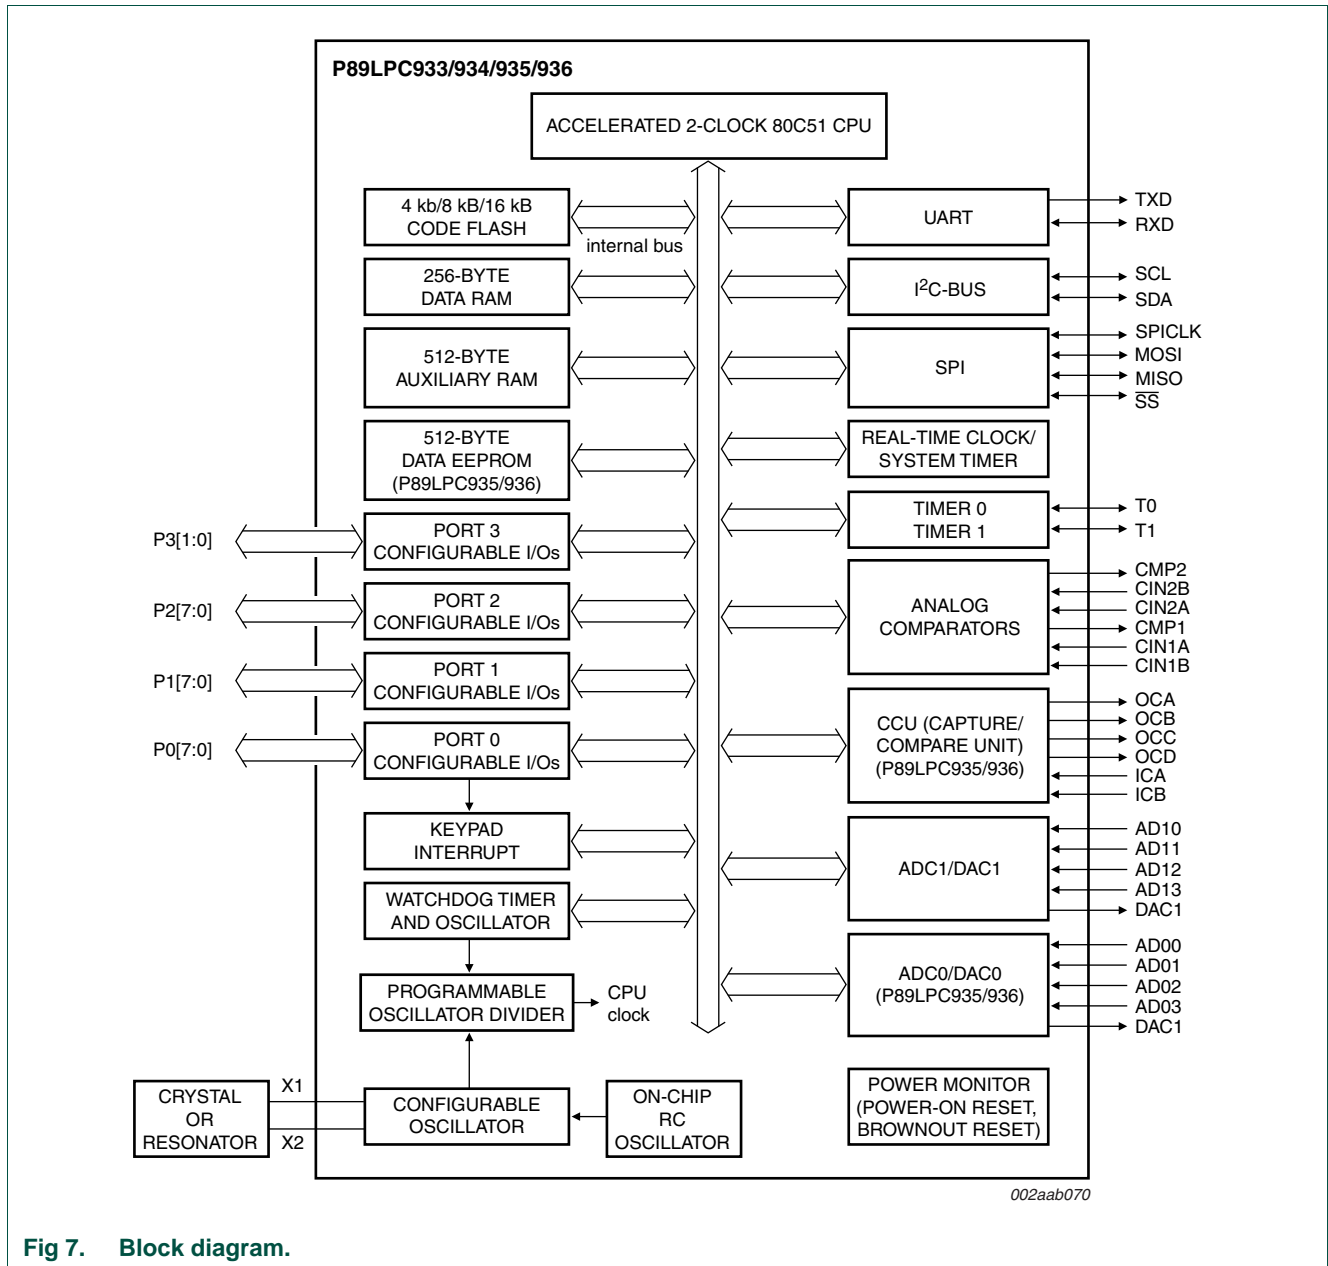 P89LPC933/934/935/936
ACCELERATED 2-CLOCK 80C51 CPU
4 kb/8 kB/16 kB
CODE FLASH
internal bus
256-BYTE
DATA RAM
512-BYTE
AUXILIARY RAM
512-BYTE
DATA EEPROM
(P89LPC935/936)
P3[1:0]
PORT 3
CONFIGURABLE I/Os
P2[7:0]
PORT 2
CONFIGURABLE I/Os
P1[7:0]
PORT 1
CONFIGURABLE I/Os
P0[7:0]
PORT 0
CONFIGURABLE I/Os
KEYPAD
INTERRUPT
WATCHDOG TIMER
AND OSCILLATOR
PROGRAMMABLE
OSCILLATOR DIVIDER
CPU
clock
CRYSTAL
OR
RESONATOR
X1
X2
CONFIGURABLE
OSCILLATOR
ON-CHIP
RC
OSCILLATOR
UART
TXD
RXD
I²C-BUS
SCL
SDA
SPI
SPICLK
MOSI
MISO
S̅S̅
REAL-TIME CLOCK/
SYSTEM TIMER
TIMER 0
TIMER 1
T0
T1
ANALOG
COMPARATORS
CMP2
CIN2B
CIN2A
CMP1
CIN1A
CIN1B
CCU (CAPTURE/
COMPARE UNIT)
(P89LPC935/936)
OCA
OCB
OCC
OCD
ICA
ICB
ADC1/DAC1
AD10
AD11
AD12
AD13
DAC1
ADC0/DAC0
(P89LPC935/936)
AD00
AD01
AD02
AD03
DAC1
POWER MONITOR
(POWER-ON RESET,
BROWNOUT RESET)
002aab070
Fig 7. Block diagram.